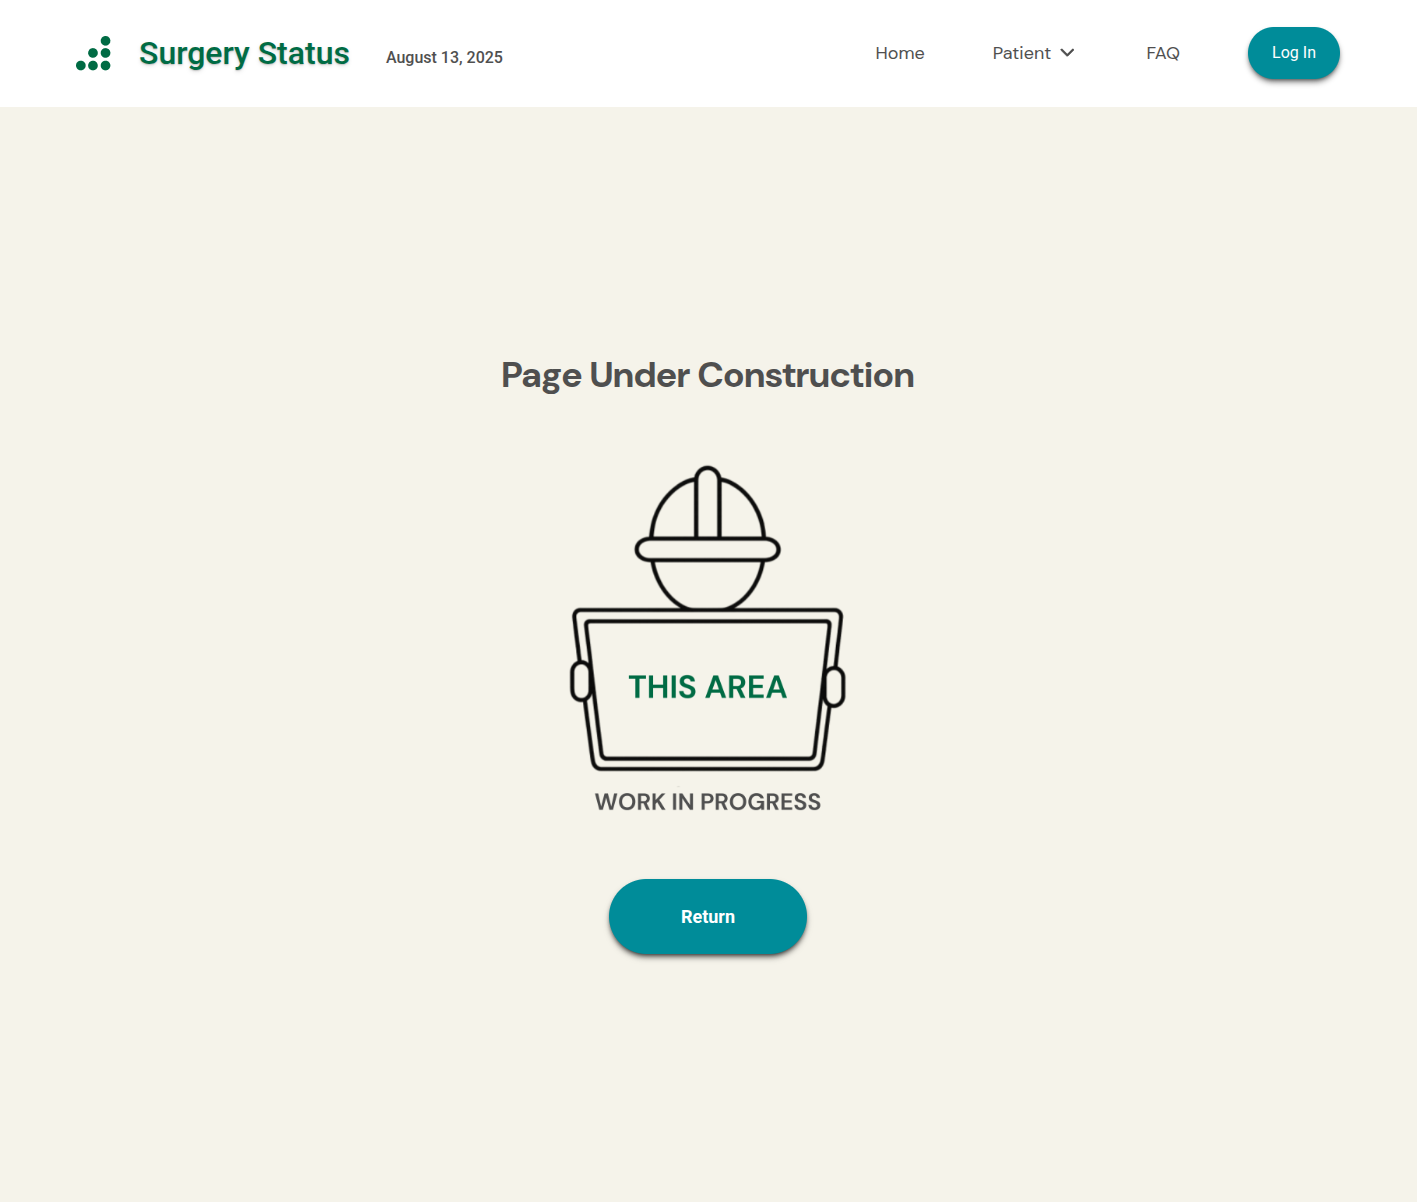 Surgery Status
August 13, 2025
Home
Patient
FAQ
Log In
Page Under Construction
THIS AREA
WORK IN PROGRESS
Return